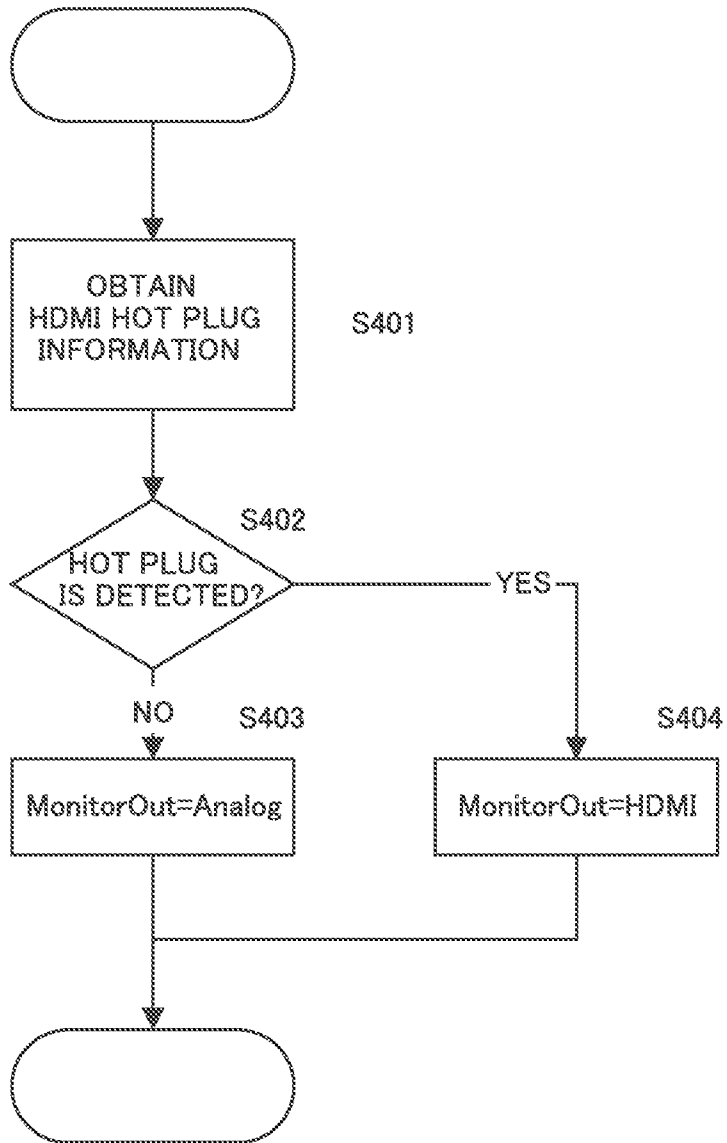 OBTAIN
HDMI HOT PLUG
INFORMATION
S401
S402
HOT PLUG
IS DETECTED?
YES
NO
S403
S404
MonitorOut=Analog
MonitorOut=HDMI